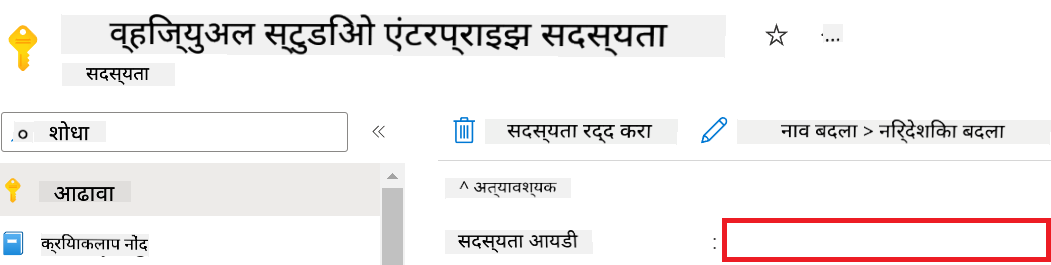 व्हिज्युअल स्टुडिओ एंटरप्राइझ सदस्यता
सदस्यता
शोधा
सदस्यता रद्द करा
नाव बदला > निर्देशिका बदला
आढावा
^ अत्यावश्यक
क्रियाकलाप नोंद
सदस्यता आयडी :